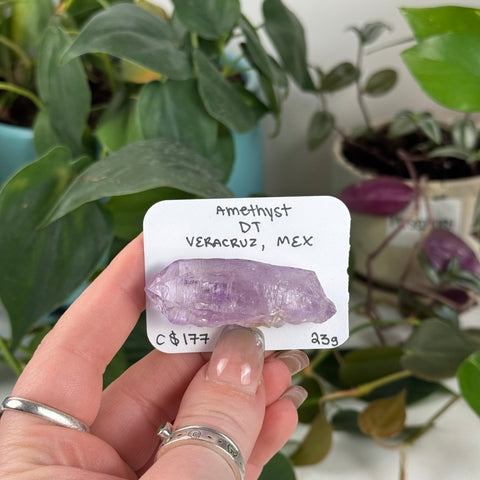 Amethyst
DT
VERACRUZ, MEX
C$177 23g